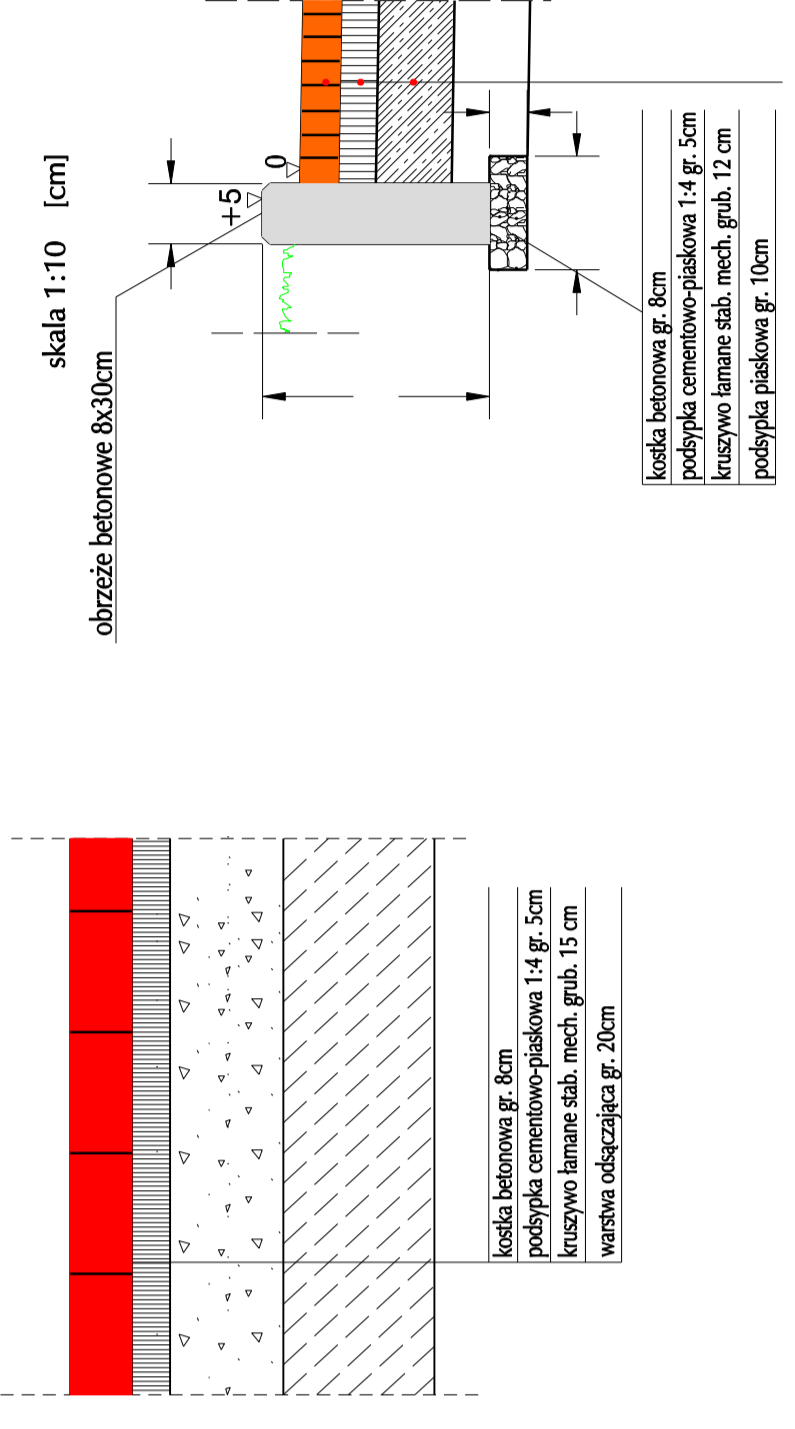 skala 1:10 [cm]
obrzeże betonowe 8x30cm
+5
0
kostka betonowa gr. 8cm
podsypka cementowo-piaskowa 1:4 gr. 5cm
kruszywo łamane stab. mech. grub. 12 cm
podsypka piaskowa gr. 10cm
kostka betonowa gr. 8cm
podsypka cementowo-piaskowa 1:4 gr. 5cm
kruszywo łamane stab. mech. grub. 15 cm
warstwa odsączająca gr. 20cm